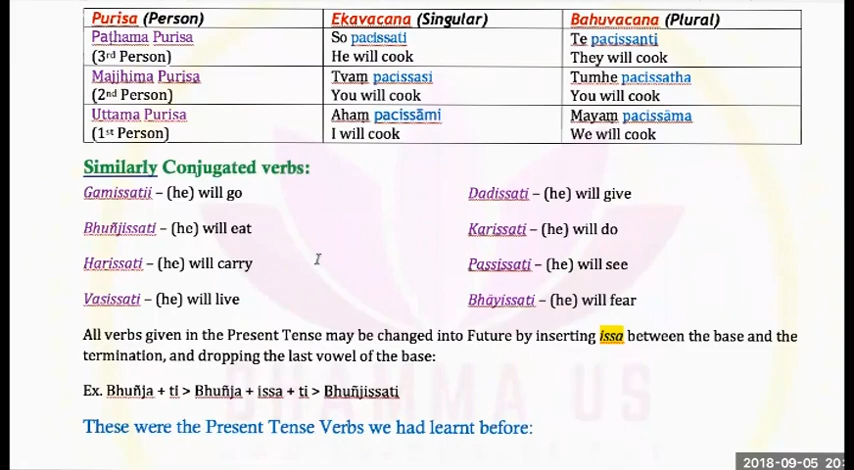 Purisa (Person) Ekavacana (Singular) Bahuvacana (Plural)
Paṭhama Purisa So pacissati Te pacissanti
(3rd Person) He will cook They will cook
Majjhima Purisa Tvaṃ pacissasi Tumhe pacissatha
(2nd Person) You will cook You will cook
Uttama Purisa Ahaṃ pacissāmi Mayaṃ pacissāma
(1st Person) I will cook We will cook
Similarly Conjugated verbs:
Gamissatii – (he) will go Dadissati – (he) will give
Bhuñjissati – (he) will eat Karissati – (he) will do
Harissati – (he) will carry Passissati – (he) will see
Vasissati – (he) will live Bhāyissati – (he) will fear
All verbs given in the Present Tense may be changed into Future by inserting issa between the base and the
termination, and dropping the last vowel of the base:
Ex. Bhuñja + ti > Bhuñja + issa + ti > Bhuñjissati
DHAMMA US
These were the Present Tense Verbs we had learnt before:
2018-09-05 20: